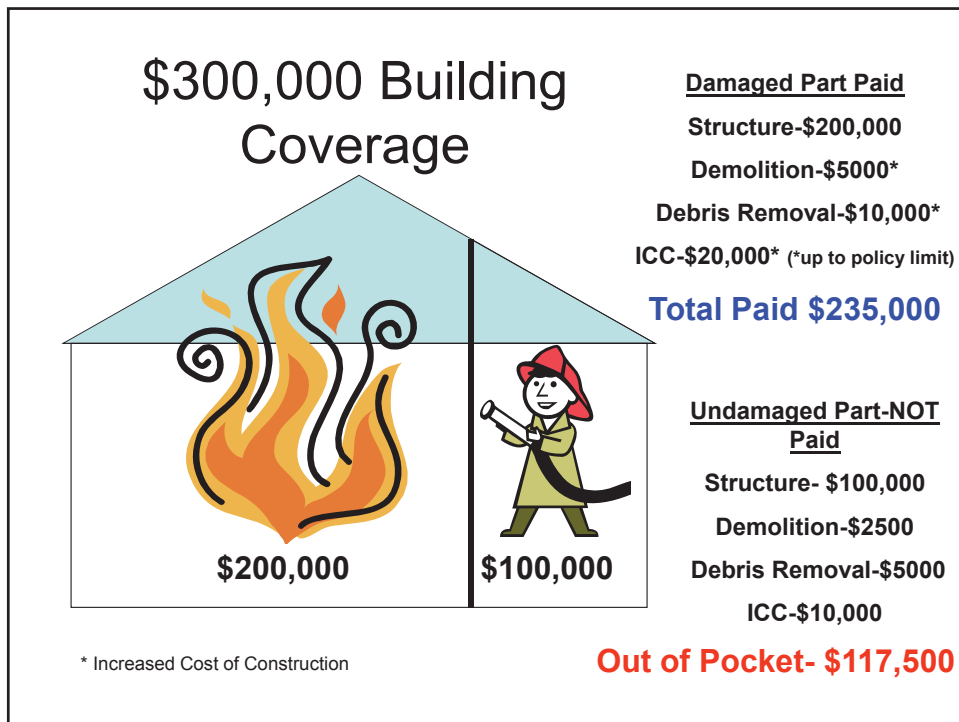 $300,000 Building
Coverage
Damaged Part Paid
Structure-$200,000
Demolition-$5000*
Debris Removal-$10,000*
ICC-$20,000* (*up to policy limit)
Total Paid $235,000
$200,000
$100,000
Undamaged Part-NOT
Paid
Structure- $100,000
Demolition-$2500
Debris Removal-$5000
ICC-$10,000
Out of Pocket- $117,500
* Increased Cost of Construction